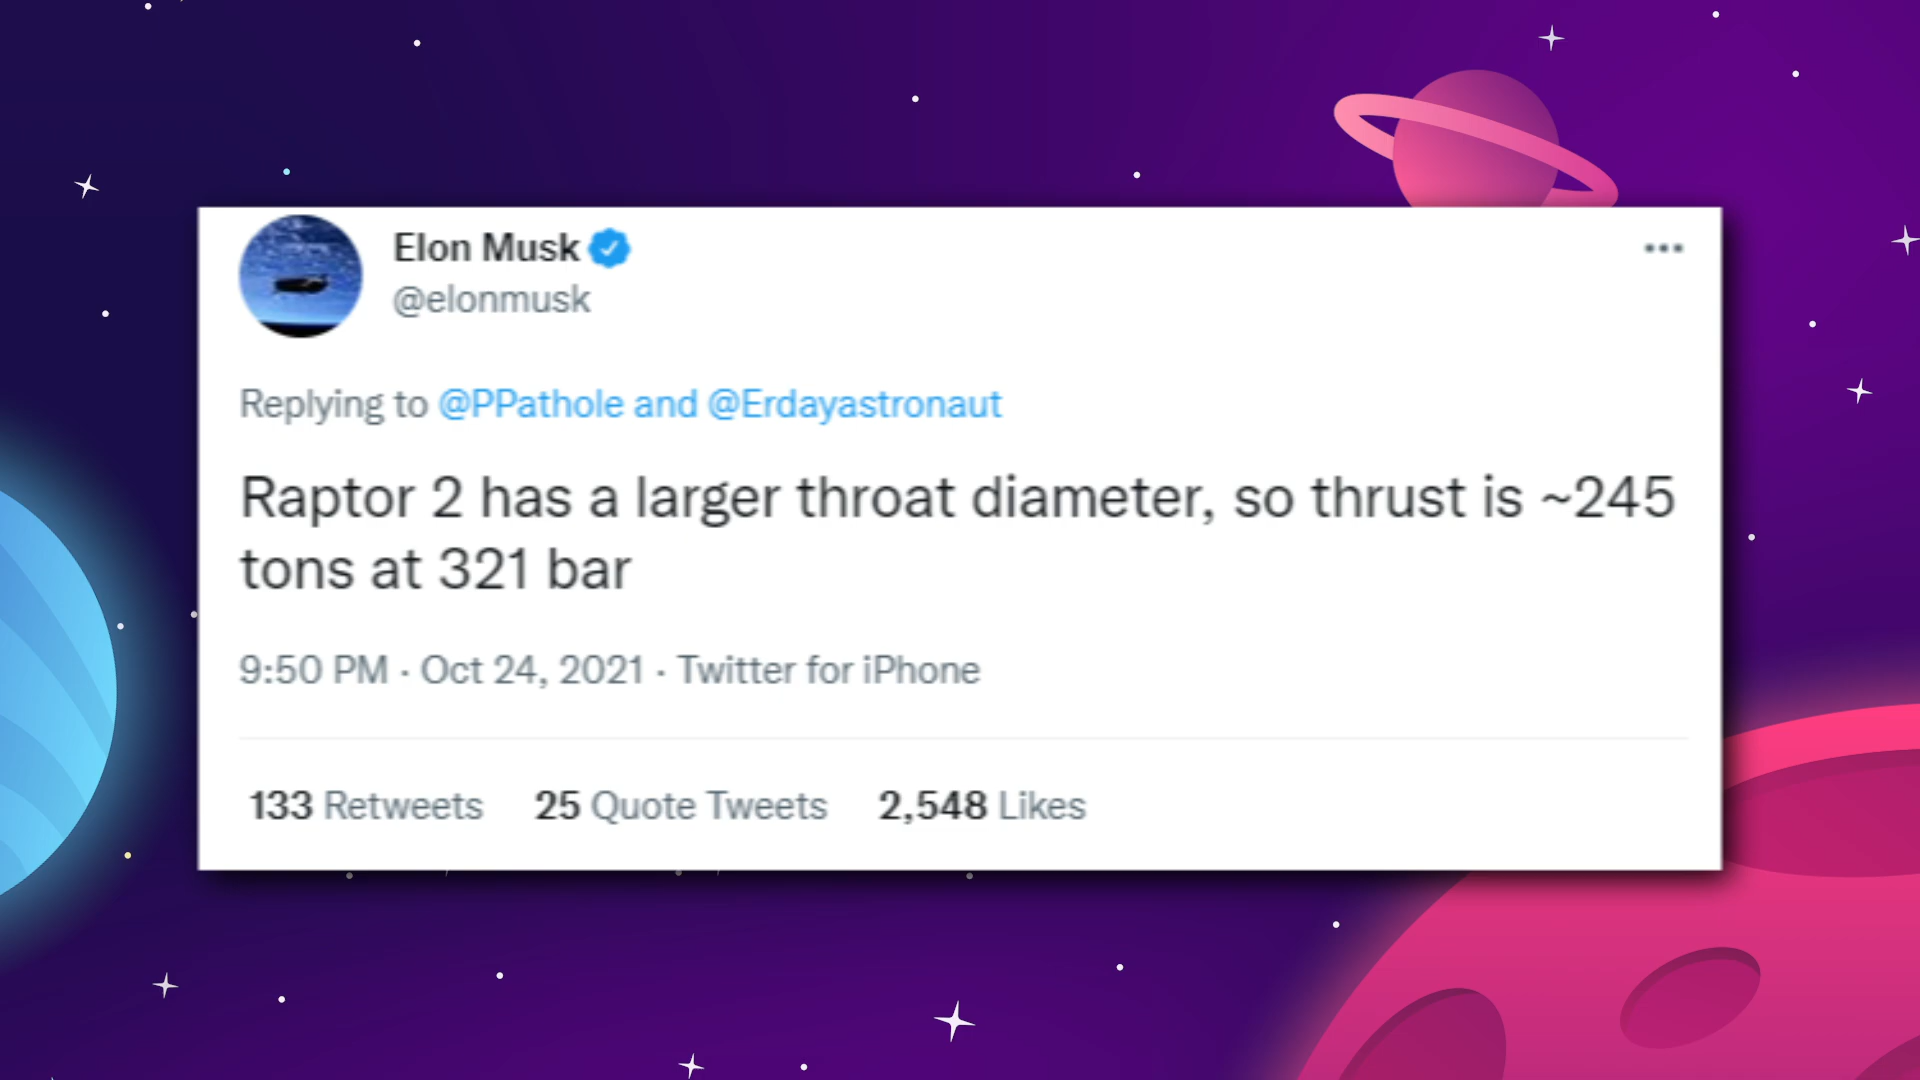 Elon Musk
@elonmusk
Replying to @PPathole and @Erdayastronaut
Raptor 2 has a larger throat diameter, so thrust is ~245
tons at 321 bar
9:50 PM · Oct 24, 2021 · Twitter for iPhone
133 Retweets 25 Quote Tweets 2,548 Likes